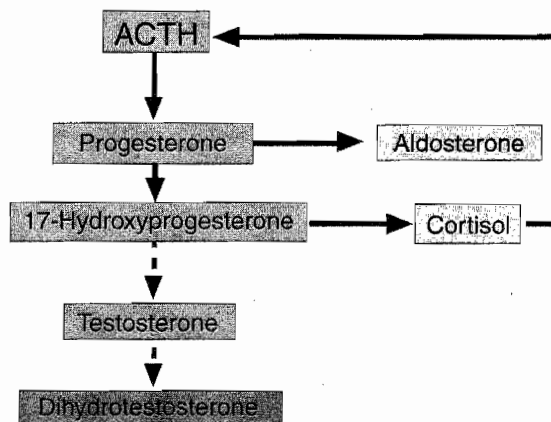 ACTH
Progesterone
Aldosterone
17-Hydroxyprogesterone
Cortisol
Testosterone
Dihydrotestosterone